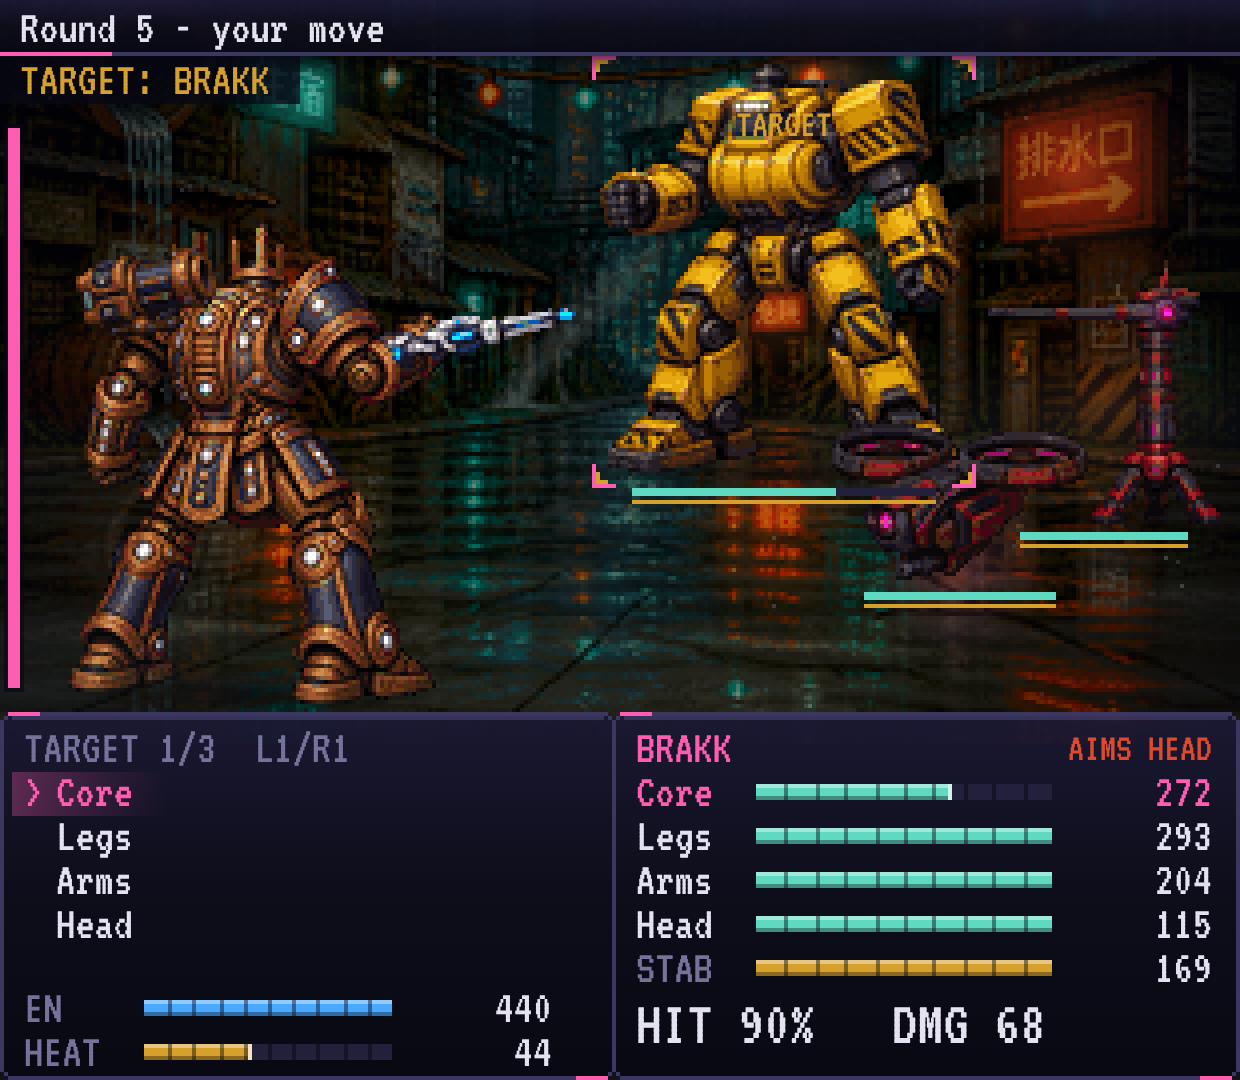 Round 5 - your move
TARGET: BRAKK
TARGET
排水口
TARGET 1/3 L1/R1
> Core
Legs
Arms
Head
EN 440
HEAT 44
BRAKK AIMS HEAD
Core 272
Legs 293
Arms 204
Head 115
STAB 169
HIT 90% DMG 68